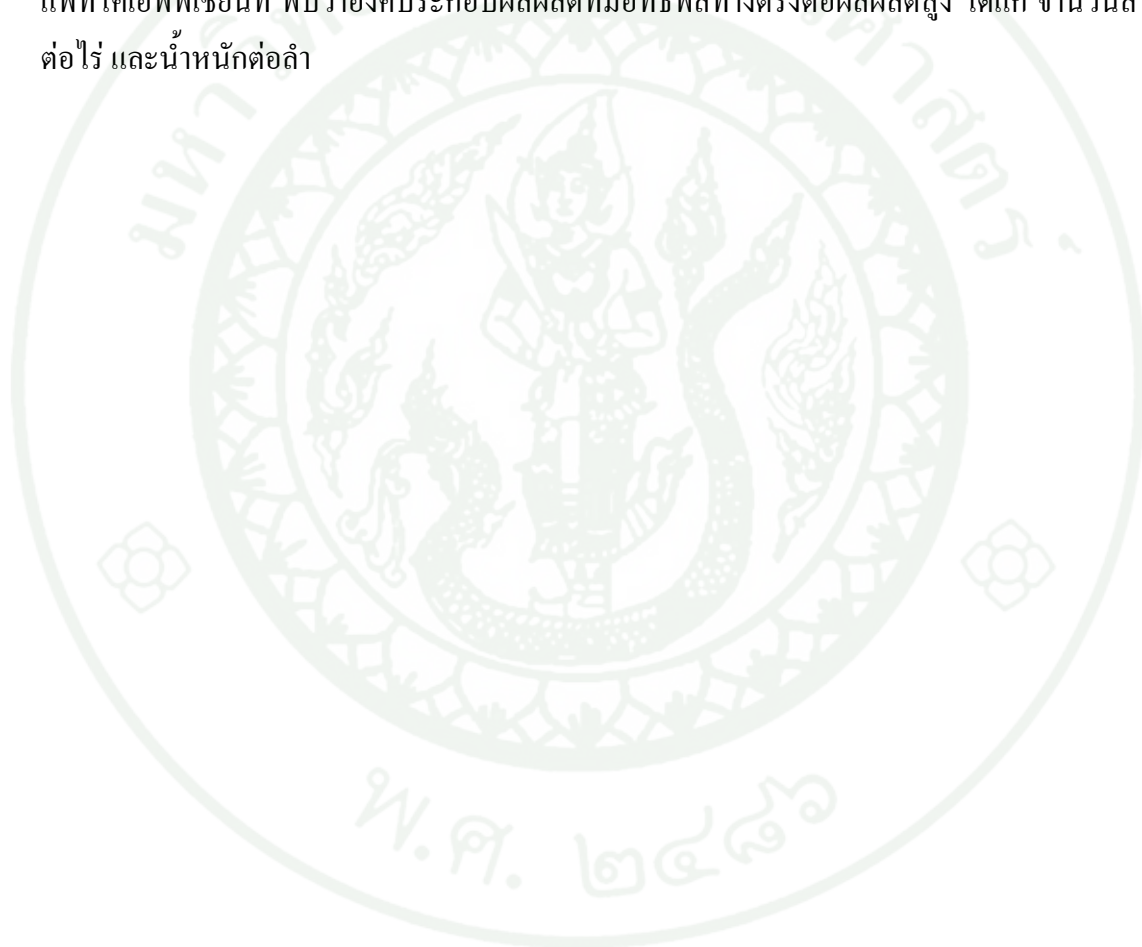 แพทโคเอฟฟิเชียนท์ พบว่าองค์ประกอบผลผลิตที่มีอิทธิพลทางตรงต่อผลผลิตสูง ได้แก่ จำนวนลำ
ต่อไร่ และน้ำหนักต่อลำ
พ.ศ. ๒๔๘๖